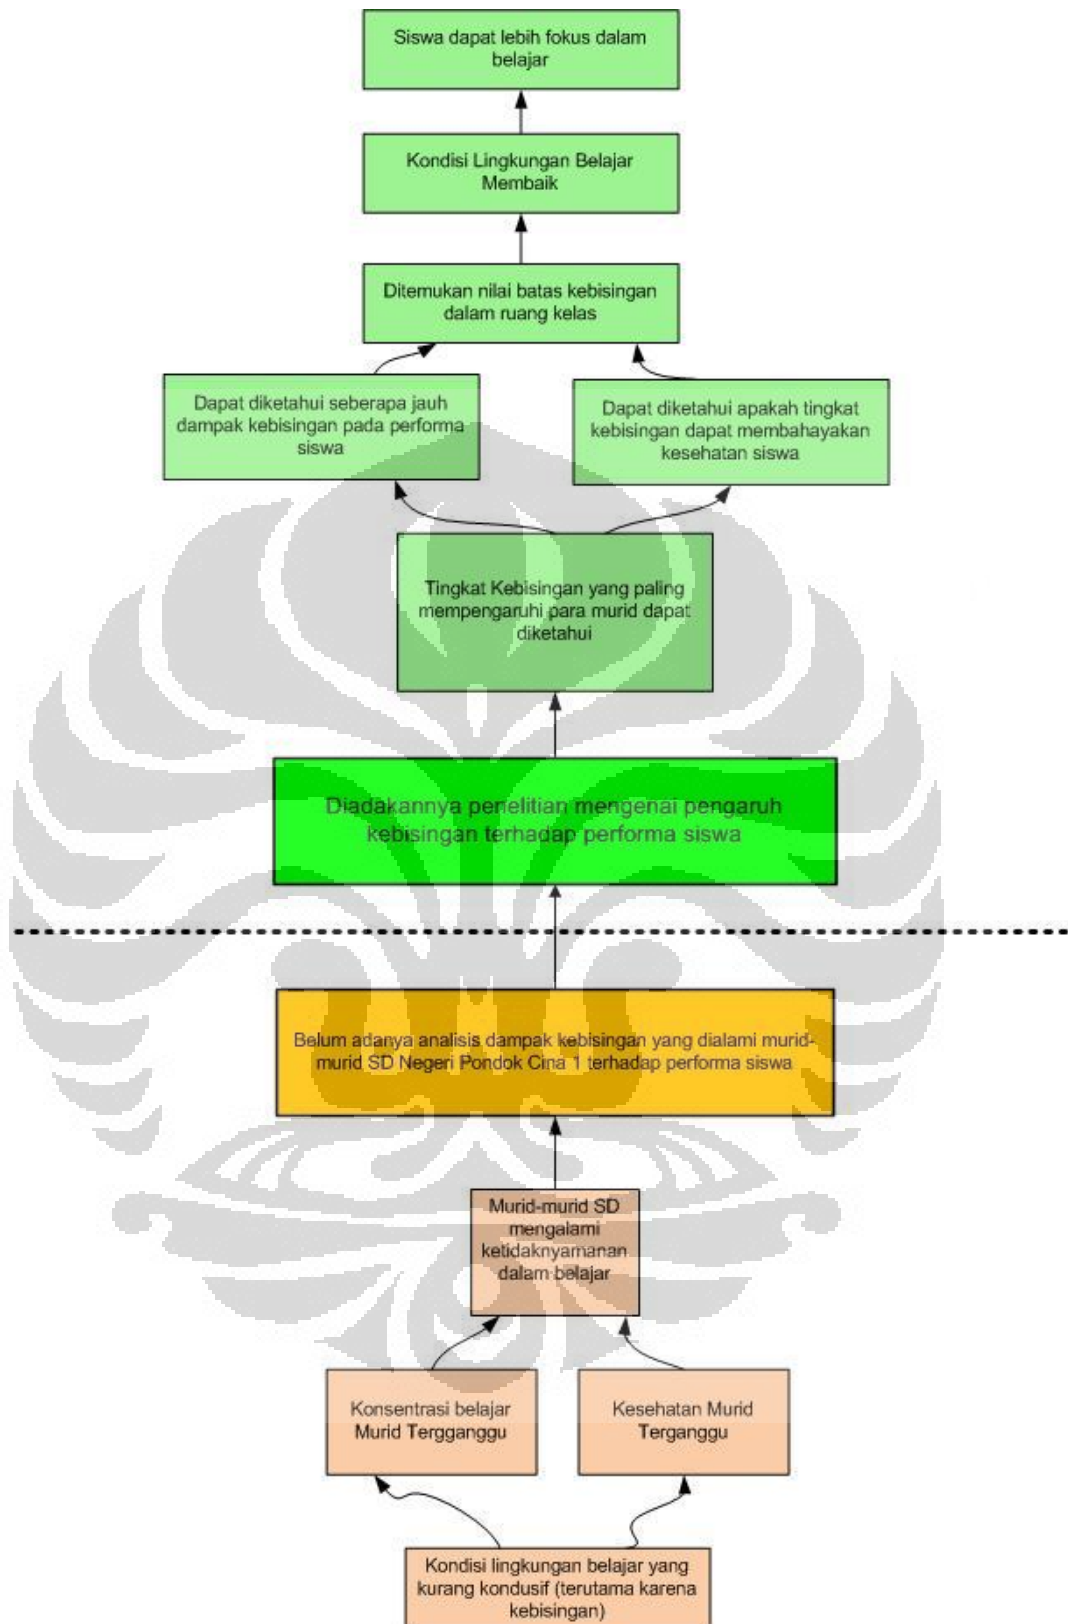 Siswa dapat lebih fokus dalam
belajar
Kondisi Lingkungan Belajar
Membaik
Ditemukan nilai batas kebisingan
dalam ruang kelas
Dapat diketahui seberapa jauh
dampak kebisingan pada performa
siswa
Dapat diketahui apakah tingkat
kebisingan dapat membahayakan
kesehatan siswa
Tingkat Kebisingan yang paling
mempengaruhi para murid dapat
diketahui
Diadakannya penelitian mengenai pengaruh
kebisingan terhadap performa siswa
Belum adanya analisis dampak kebisingan yang dialami murid-
murid SD Negeri Pondok Cina 1 terhadap performa siswa
Murid-murid SD
mengalami
ketidaknyamanan
dalam belajar
Konsentrasi belajar
Murid Tergganggu
Kesehatan Murid
Terganggu
Kondisi lingkungan belajar yang
kurang kondusif (terutama karena
kebisingan)